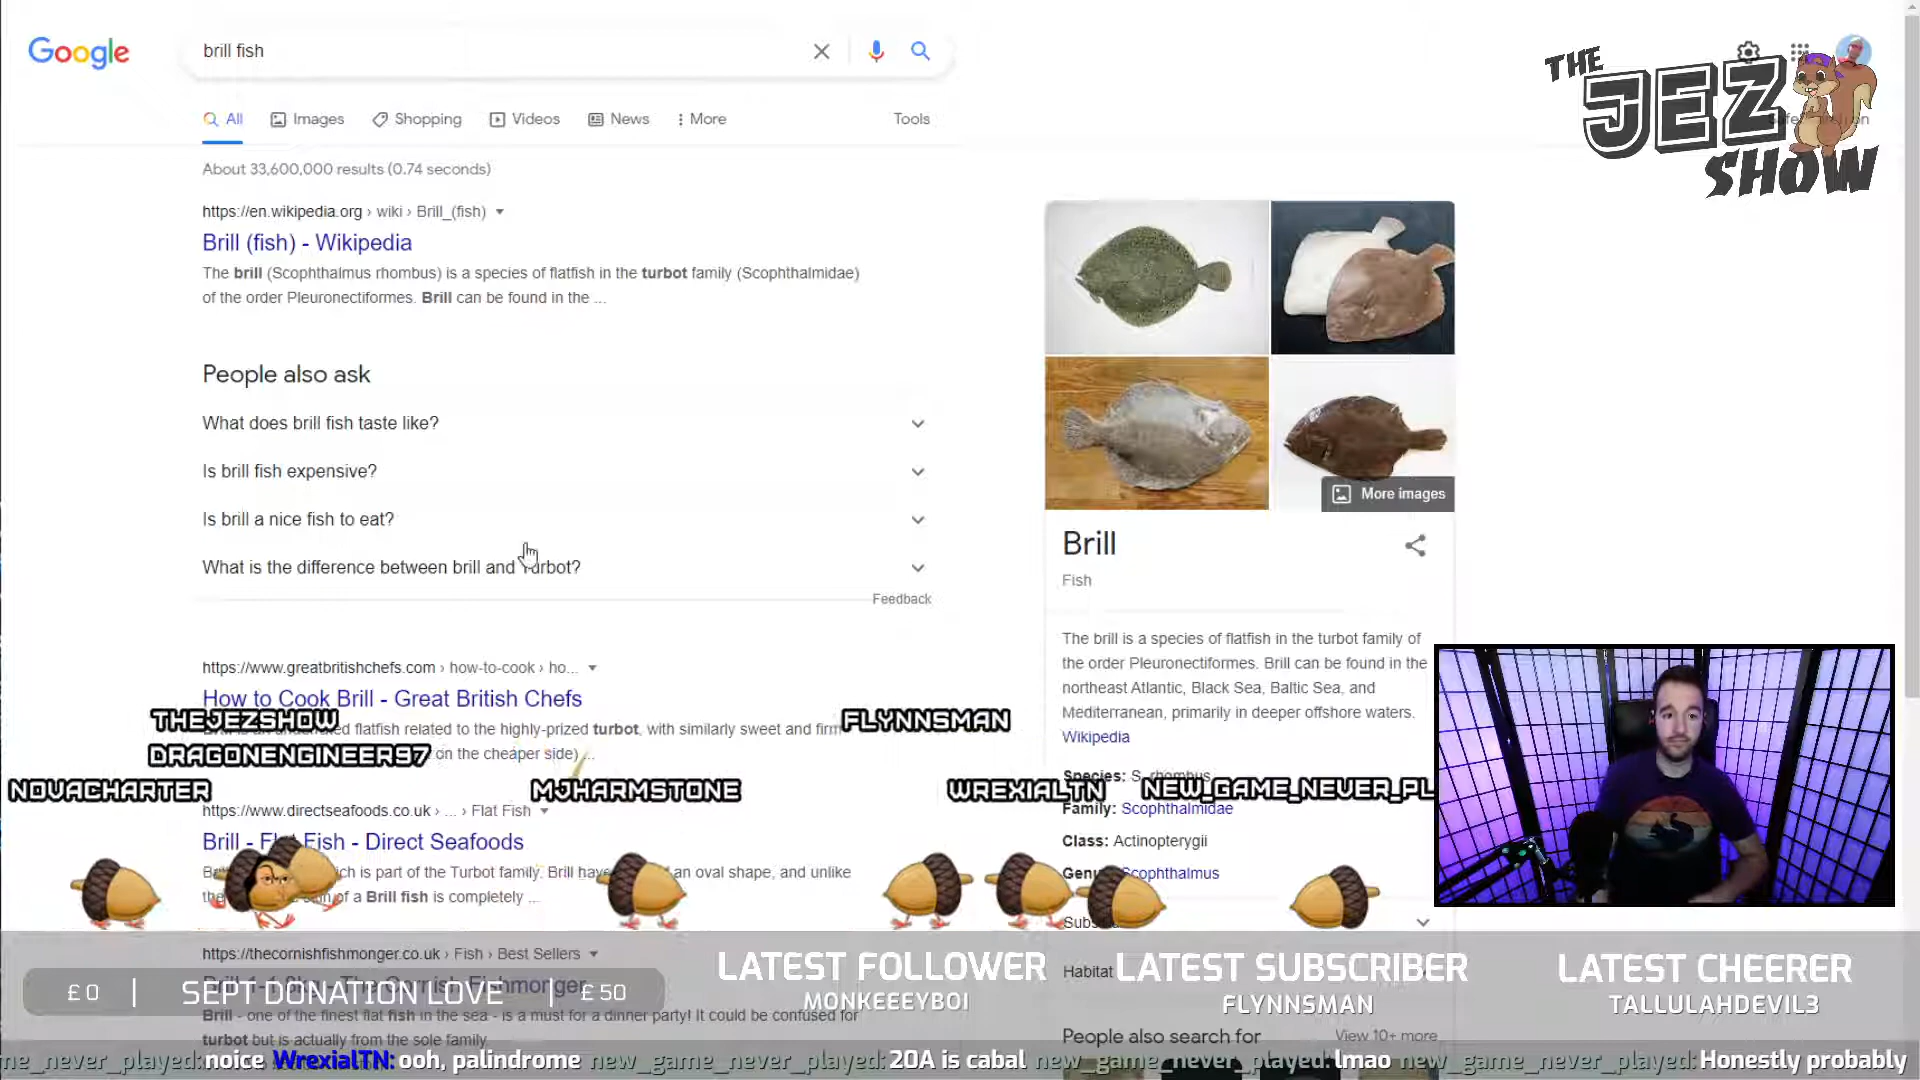 Google
brill fish
All
Images
Shopping
Videos
News
More
Tools
About 33,600,000 results (0.74 seconds)
https://en.wikipedia.org › wiki › Brill_(fish)
Brill (fish) - Wikipedia
The brill (Scophthalmus rhombus) is a species of flatfish in the turbot family (Scophthalmidae)
of the order Pleuronectiformes. Brill can be found in the ...
People also ask
What does brill fish taste like?
Is brill fish expensive?
Is brill a nice fish to eat?
What is the difference between brill and Turbot?
Feedback
https://www.greatbritishchefs.com › how-to-cook › ho...
How to Cook Brill - Great British Chefs
flatfish related to the highly-prized turbot, with similarly sweet and firm
on the cheaper side) ...
https://www.directseafoods.co.uk › ... › Flat Fish
Brill - Flat Fish - Direct Seafoods
which is part of the Turbot family. Brill have an oval shape, and unlike
of a Brill fish is completely ...
https://thecornishfishmonger.co.uk › Fish › Best Sellers
The Cornish Fishmonger
Brill - one of the finest flat fish in the sea - is a must for a dinner party! It could be confused for
turbot but is actually from the sole family.
THE
JEZ
SHOW
More images
Brill
Fish
The brill is a species of flatfish in the turbot family of
the order Pleuronectiformes. Brill can be found in the
northeast Atlantic, Black Sea, Baltic Sea, and
Mediterranean, primarily in deeper offshore waters.
Wikipedia
Species: S. rhombus
Family: Scophthalmidae
Class: Actinopterygii
Genus: Scophthalmus
Habitat
People also search for
View 10+ more
THEJEZSHOW
DRAGONENGINEER97
NOVACHARTER
MJHARMSTONE
FLYNNSMAN
WREXIALTN
NEW_GAME_NEVER_PL
£0 | SEPT DONATION LOVE | £50
LATEST FOLLOWER
MONKEEEYBOI
LATEST SUBSCRIBER
FLYNNSMAN
LATEST CHEERER
TALLULAHDEVIL3
me_never_played: noice WrexialTN: ooh, palindrome new_game_never_played: 20A is cabal new_game_never_played: lmao new_game_never_played: Honestly probably